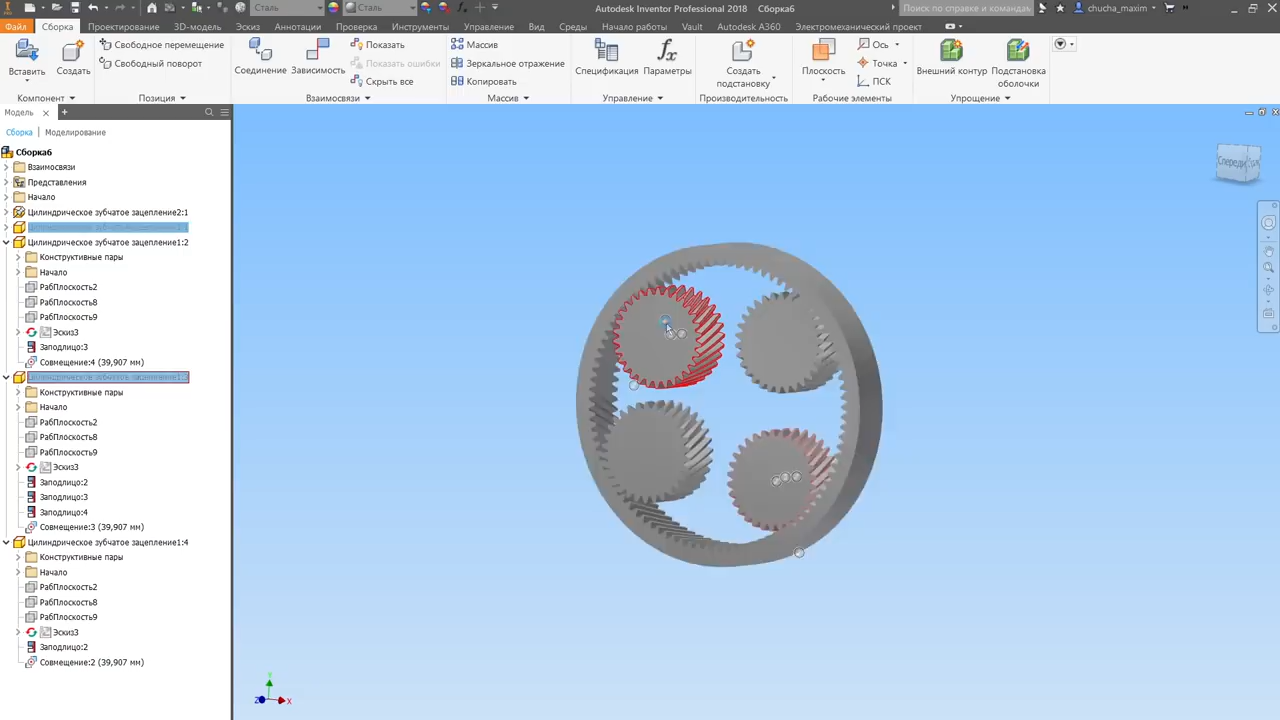 Сталь
Сталь
Autodesk Inventor Professional 2018
Сборка6
Поиск по справке и командам
chucha_maxim
Файл
Сборка
Проектирование
3D-модель
Эскиз
Аннотации
Проверка
Инструменты
Управление
Вид
Среды
Начало работы
Vault
Autodesk A360
Электромеханический проект
Вставить
Создать
Компонент
Свободное перемещение
Свободный поворот
Позиция
Соединение
Зависимость
Показать
Показать ошибки
Скрыть все
Взаимосвязи
Массив
Зеркальное отражение
Копировать
Массив
Спецификация
Параметры
Управление
Создать
подстановку
Производительность
Плоскость
Ось
Точка
ПСК
Рабочие элементы
Внешний контур
Подстановка
оболочки
Упрощение
Модель
Сборка
Моделирование
Сборка6
Взаимосвязи
Представления
Начало
Цилиндрическое зубчатое зацепление2:1
Цилиндрическое зубчатое зацепление1:2
Конструктивные пары
Начало
РабПлоскость2
РабПлоскость8
РабПлоскость9
Эскиз3
Заподлицо:3
Совмещение:4 (39,907 мм)
Конструктивные пары
Начало
РабПлоскость2
РабПлоскость8
РабПлоскость9
Эскиз3
Заподлицо:2
Заподлицо:3
Заподлицо:4
Совмещение:3 (39,907 мм)
Цилиндрическое зубчатое зацепление1:4
Конструктивные пары
Начало
РабПлоскость2
РабПлоскость8
РабПлоскость9
Эскиз3
Заподлицо:2
Совмещение:2 (39,907 мм)
Y
Z
X